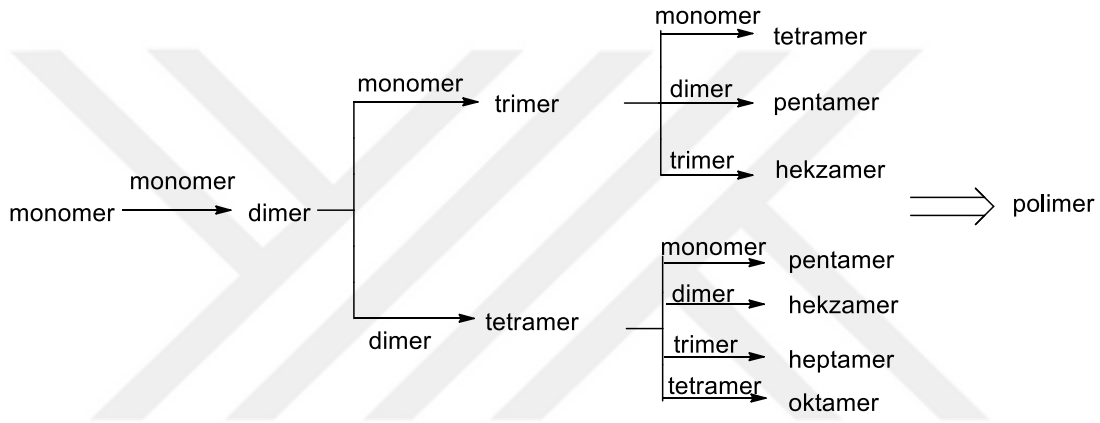 monomer
monomer
dimer
monomer
trimer
dimer
tetramer
monomer
tetramer
dimer
pentamer
trimer
hekzamer
monomer
pentamer
dimer
hekzamer
trimer
heptamer
tetramer
oktamer
polimer